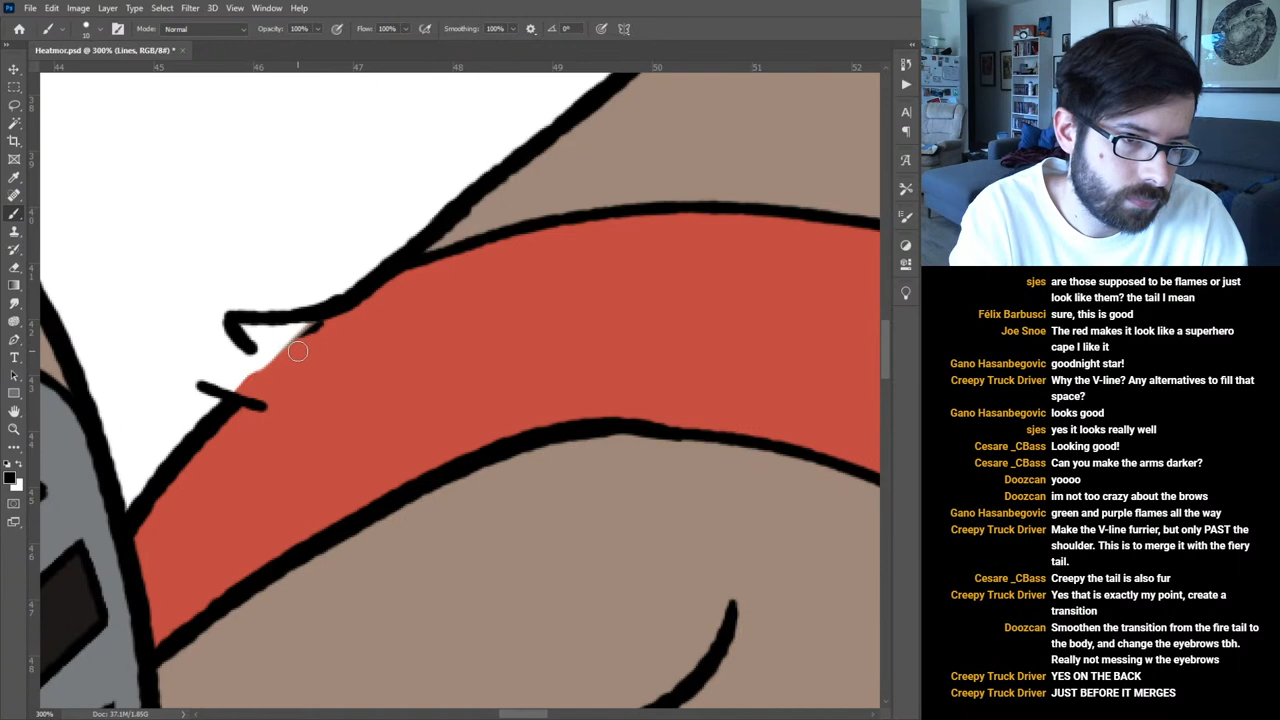 Ps File Edit Image Layer Type Select Filter 3D View Window Help
10 Mode: Normal Opacity: 100% Flow: 100% Smoothing: 100% 0°
Heatmor.psd @ 300% (Lines, RGB/8#) *
44 45 46 47 48 49 50 51 52
sjes are those supposed to be flames or just
look like them? the tail I mean
Félix Barbusci sure, this is good
Joe Snoe The red makes it look like a superhero
cape I like it
Gano Hasanbegovic goodnight star!
Creepy Truck Driver Why the V-line? Any alternatives to fill that
space?
Gano Hasanbegovic looks good
sjes yes it looks really well
Cesare _CBass Looking good!
Cesare _CBass Can you make the arms darker?
Doozcan yoooo
Doozcan im not too crazy about the brows
Gano Hasanbegovic green and purple flames all the way
Creepy Truck Driver Make the V-line furrier, but only PAST the
shoulder. This is to merge it with the fiery
tail.
Cesare _CBass Creepy the tail is also fur
Creepy Truck Driver Yes that is exactly my point, create a
transition
Doozcan Smoothen the transition from the fire tail to
the body, and change the eyebrows tbh.
Really not messing w the eyebrows
Creepy Truck Driver YES ON THE BACK
Creepy Truck Driver JUST BEFORE IT MERGES
300% Doc: 37.1M/1.85G